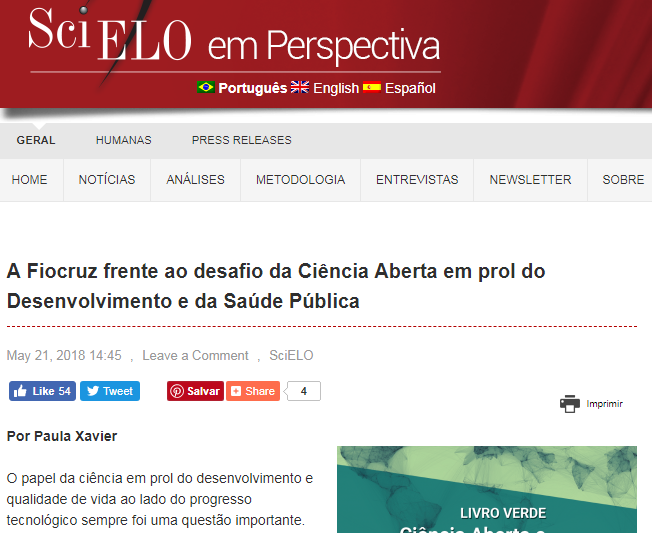 SciELO em Perspectiva
Português English Español
GERAL HUMANAS PRESS RELEASES
HOME NOTÍCIAS ANÁLISES METODOLOGIA ENTREVISTAS NEWSLETTER SOBRE
A Fiocruz frente ao desafio da Ciência Aberta em prol do
Desenvolvimento e da Saúde Pública
May 21, 2018 14:45 , Leave a Comment , SciELO
Like 54 Tweet Salvar Share 4
Imprimir
Por Paula Xavier
O papel da ciência em prol do desenvolvimento e
qualidade de vida ao lado do progresso
tecnológico sempre foi uma questão importante.
LIVRO VERDE
Ciência Aberta e